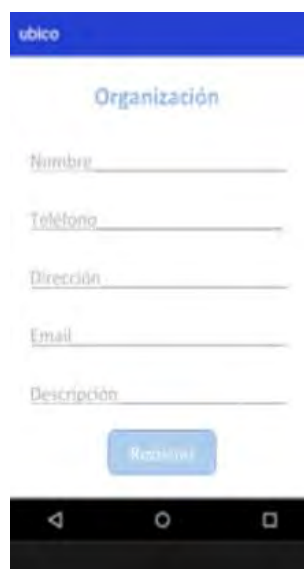 ubico
Organización
Nombre
Teléfono
Dirección
Email
Descripción